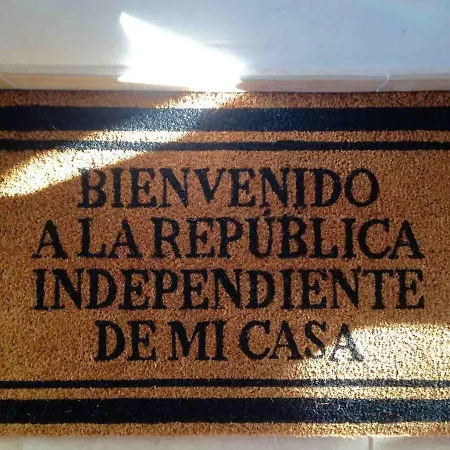 BIENVENIDO
A LA REPÚBLICA
INDEPENDIENTE
DE MI CASA